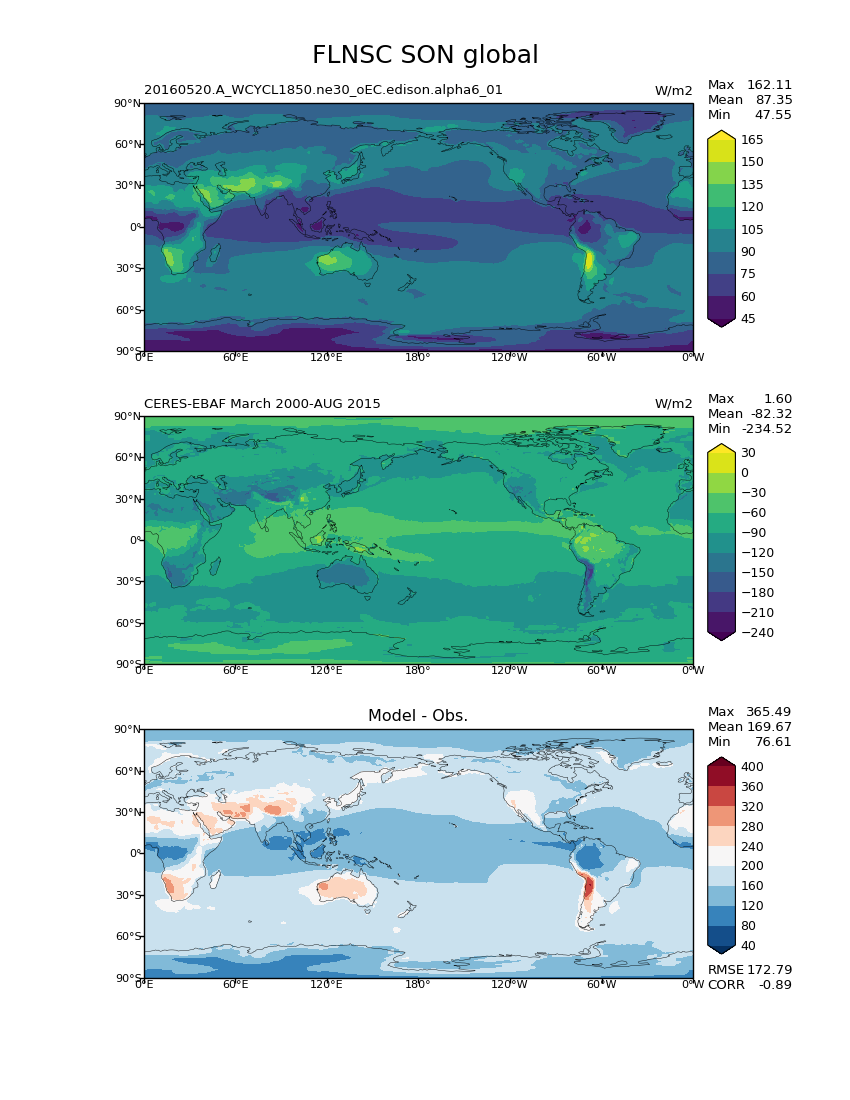 FLNSC SON global
20160520.A_WCYCL1850.ne30_oEC.edison.alpha6_01 W/m2
Max 162.11
Mean 87.35
Min 47.55
90°N
60°N
30°N
0°
30°S
60°S
90°S
0°E 60°E 120°E 180° 120°W 60°W 0°W
165
150
135
120
105
90
75
60
45
CERES-EBAF March 2000-AUG 2015 W/m2
Max 1.60
Mean -82.32
Min -234.52
90°N
60°N
30°N
0°
30°S
60°S
90°S
0°E 60°E 120°E 180° 120°W 60°W 0°W
30
0
−30
−60
−90
−120
−150
−180
−210
−240
Model - Obs.
Max 365.49
Mean 169.67
Min 76.61
90°N
60°N
30°N
0°
30°S
60°S
90°S
0°E 60°E 120°E 180° 120°W 60°W 0°W
400
360
320
280
240
200
160
120
80
40
RMSE 172.79
CORR -0.89